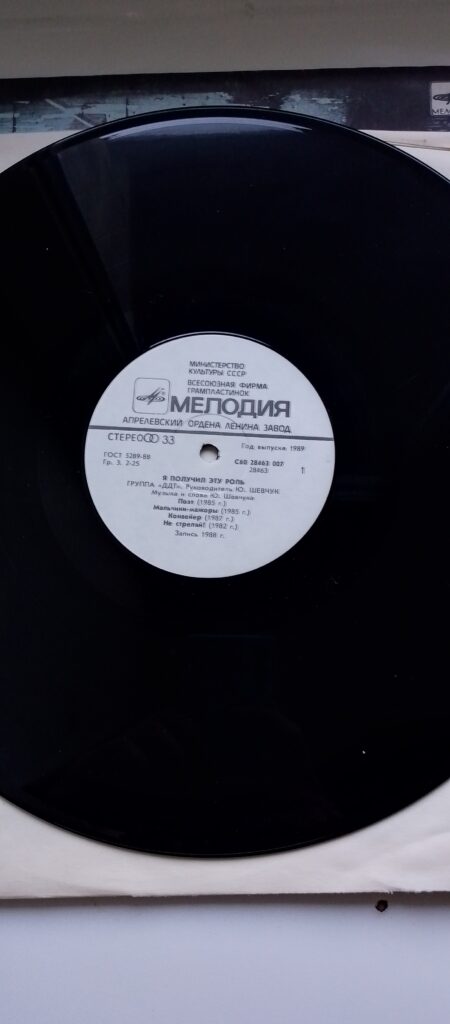 МИНИСТЕРСТВО
КУЛЬТУРЫ СССР
ВСЕСОЮЗНАЯ ФИРМА
ГРАМПЛАСТИНОК
МЕЛОДИЯ
АПРЕЛЕВСКИЙ ОРДЕНА ЛЕНИНА ЗАВОД
СТЕРЕО 33
Год выпуска 1989
ГОСТ 5289-88
Гр. 3. 2-25
С60 28463 007
28463
1
Я ПОЛУЧИЛ ЭТУ РОЛЬ
ГРУППА «ДДТ». Руководитель Ю. ШЕВЧУК
Музыка и слова Ю. Шевчука
Поэт (1985 г.)
Мальчики-мажоры (1985 г.)
Конвейер (1987 г.)
Не стреляй! (1982 г.)
Запись 1988 г.